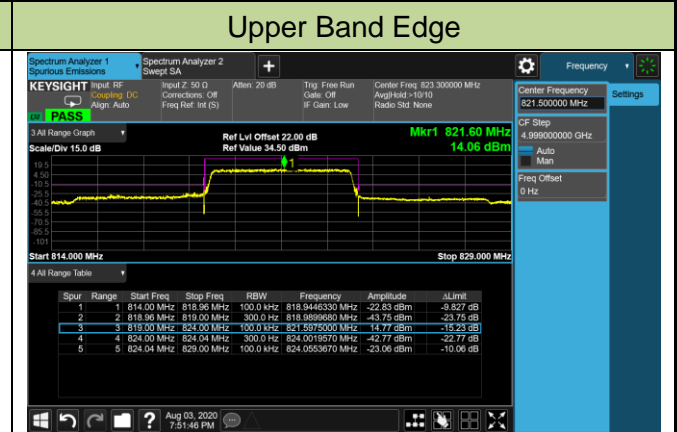 Upper Band Edge
Spectrum Analyzer 1
Spurious Emissions
Spectrum Analyzer 2
Swept SA
+
Frequency
KEYSIGHT
Input: RF
Coupling: DC
Align: Auto
Input Z: 50 Ω
Corrections: Off
Freq Ref: Int (S)
Atten: 20 dB
Trig: Free Run
Gate: Off
IF Gain: Low
Center Freq: 823.300000 MHz
Avg|Hold:>10/10
Radio Std: None
PASS
Center Frequency
821.500000 MHz
Settings
CF Step
4.999000000 GHz
Auto
Man
Freq Offset
0 Hz
3 All Range Graph
Scale/Div 15.0 dB
Ref Lvl Offset 22.00 dB
Ref Value 34.50 dBm
Mkr1 821.60 MHz
14.06 dBm
1
19.5
4.50
-10.5
-25.5
-40.5
-55.5
-70.5
-85.5
-101
Start 814.000 MHz
Stop 829.000 MHz
4 All Range Table
Spur Range Start Freq Stop Freq RBW Frequency Amplitude ΔLimit
1 1 814.00 MHz 818.96 MHz 100.0 kHz 818.9446330 MHz -22.83 dBm -9.827 dB
2 2 818.96 MHz 819.00 MHz 300.0 Hz 818.9899680 MHz -43.75 dBm -23.75 dB
3 3 819.00 MHz 824.00 MHz 100.0 kHz 821.5975000 MHz 14.77 dBm -15.23 dB
4 4 824.00 MHz 824.04 MHz 300.0 Hz 824.0019570 MHz -42.77 dBm -22.77 dB
5 5 824.04 MHz 829.00 MHz 100.0 kHz 824.0553670 MHz -23.06 dBm -10.06 dB
?
Aug 03, 2020
7:51:46 PM